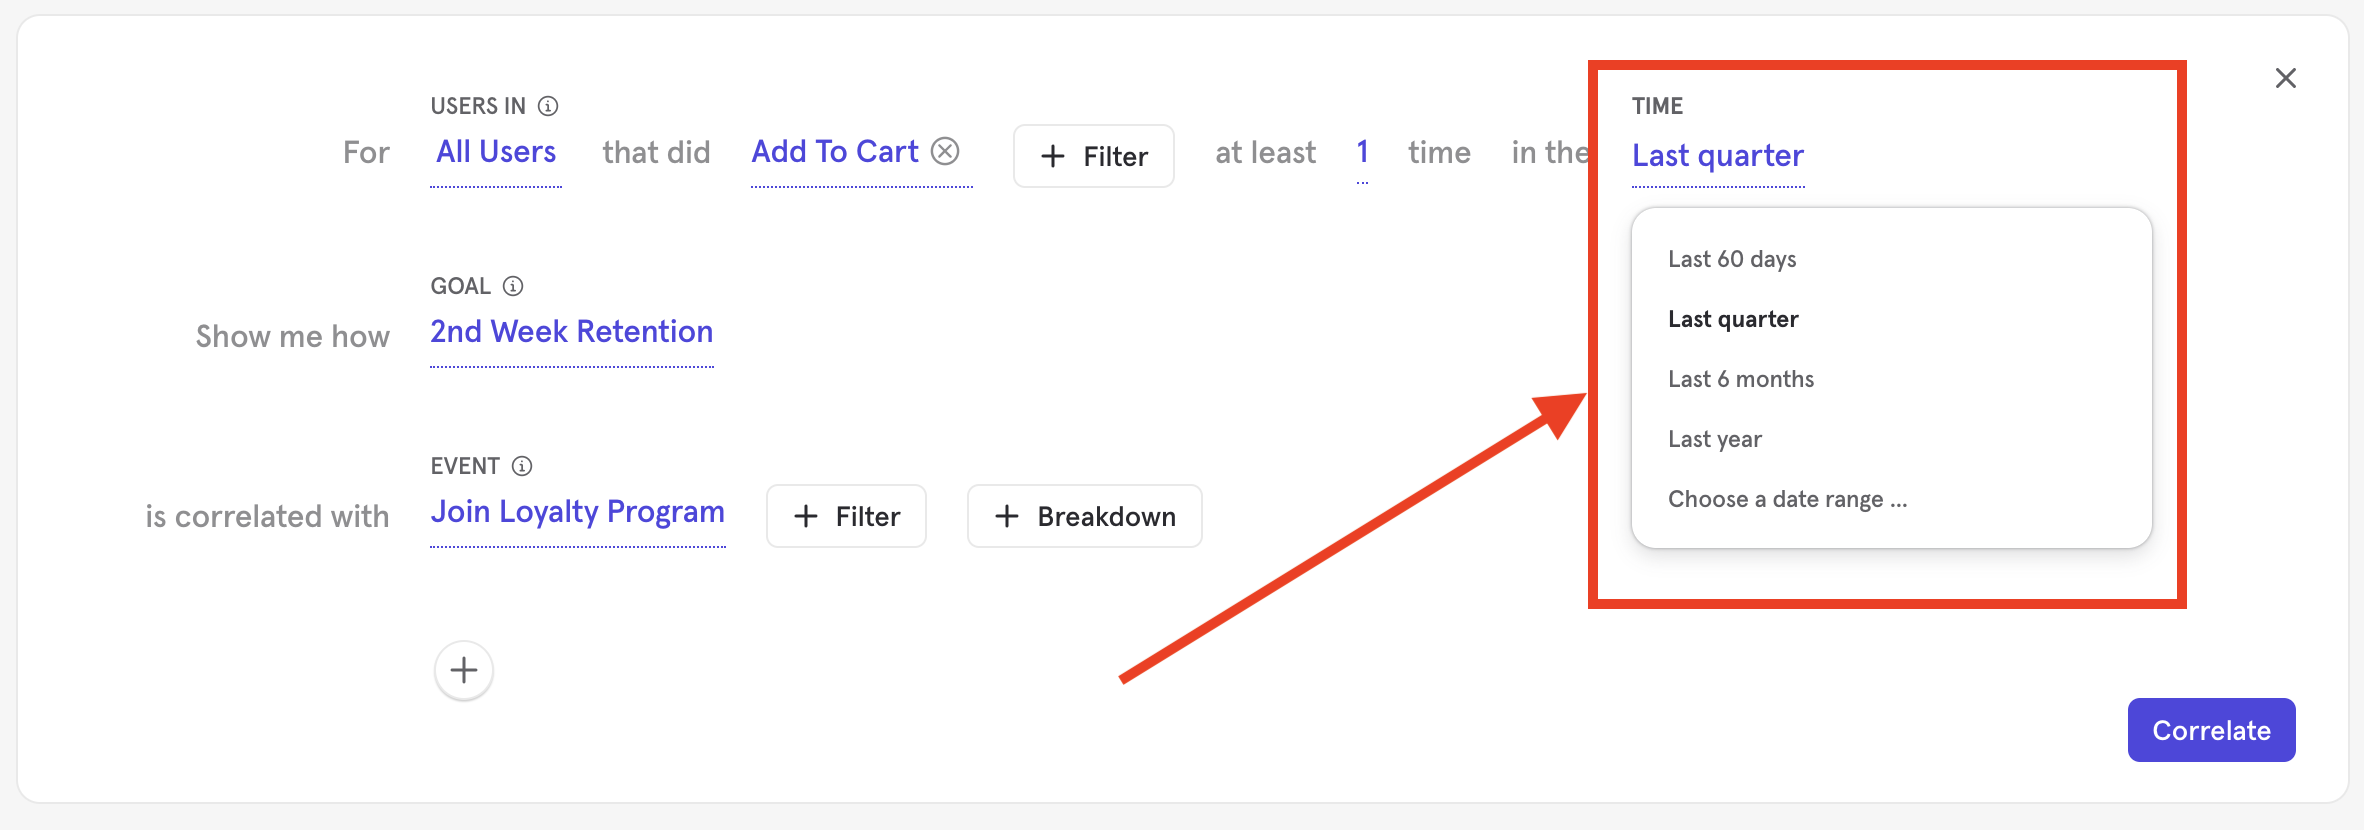 USERS IN
TIME
For All Users that did Add To Cart + Filter at least 1 time in the Last quarter
Last 60 days
Last quarter
Last 6 months
Last year
Choose a date range ...
GOAL
Show me how 2nd Week Retention
EVENT
is correlated with Join Loyalty Program + Filter + Breakdown
+
Correlate